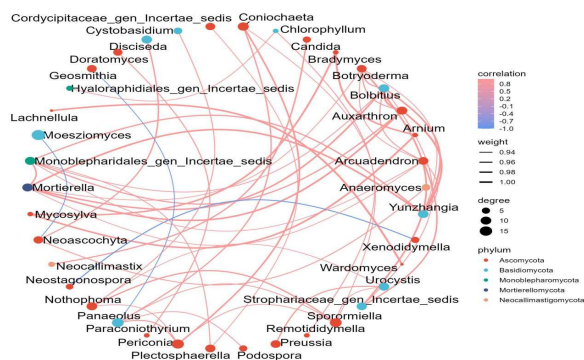 Cordycipitaceae_gen_Incertae_sedis
Coniochaeta
Cystobasidium
Chlorophyllum
Disciseda
Candida
Doratomyces
Bradymyces
Geosmithia
Botryoderma
Hyaloraphidiales_gen_Incertae_sedis
Bolbitius
Lachnellula
Auxarthron
Arnium
Moesziomyces
Monoblepharidales_gen_Incertae_sedis
Arcuadendron
Mortierella
Anaeromyces
Mycosylva
Yunzhangia
Neoascochyta
Xenodidymella
Neocallimastix
Wardomyces
Neostagonospora
Urocystis
Nothophoma
Strophariaceae_gen_Incertae_sedis
Panaeolus
Sporormiella
Paraconiothyrium
Remotididymella
Periconia
Preussia
Plectosphaerella
Podospora
correlation
0.8
0.5
0.2
-0.1
-0.4
-0.7
-1.0
weight
0.94
0.96
0.98
1.00
degree
5
10
15
phylum
Ascomycota
Basidiomycota
Monoblepharomycota
Mortierellomycota
Neocallimastigomycota